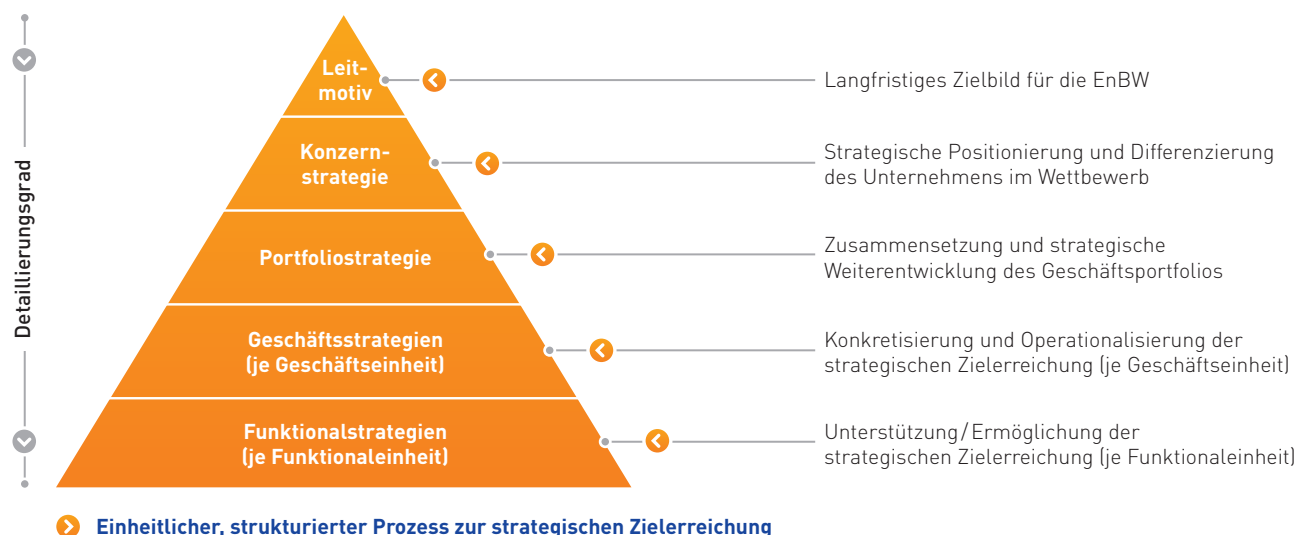 Detaillierungsgrad
Leit-
motiv
Langfristiges Zielbild für die EnBW
Konzern-
strategie
Strategische Positionierung und Differenzierung
des Unternehmens im Wettbewerb
Portfoliostrategie
Zusammensetzung und strategische
Weiterentwicklung des Geschäftsportfolios
Geschäftsstrategien
(je Geschäftseinheit)
Konkretisierung und Operationalisierung der
strategischen Zielerreichung (je Geschäftseinheit)
Funktionalstrategien
(je Funktionaleinheit)
Unterstützung/Ermöglichung der
strategischen Zielerreichung (je Funktionaleinheit)
Einheitlicher, strukturierter Prozess zur strategischen Zielerreichung